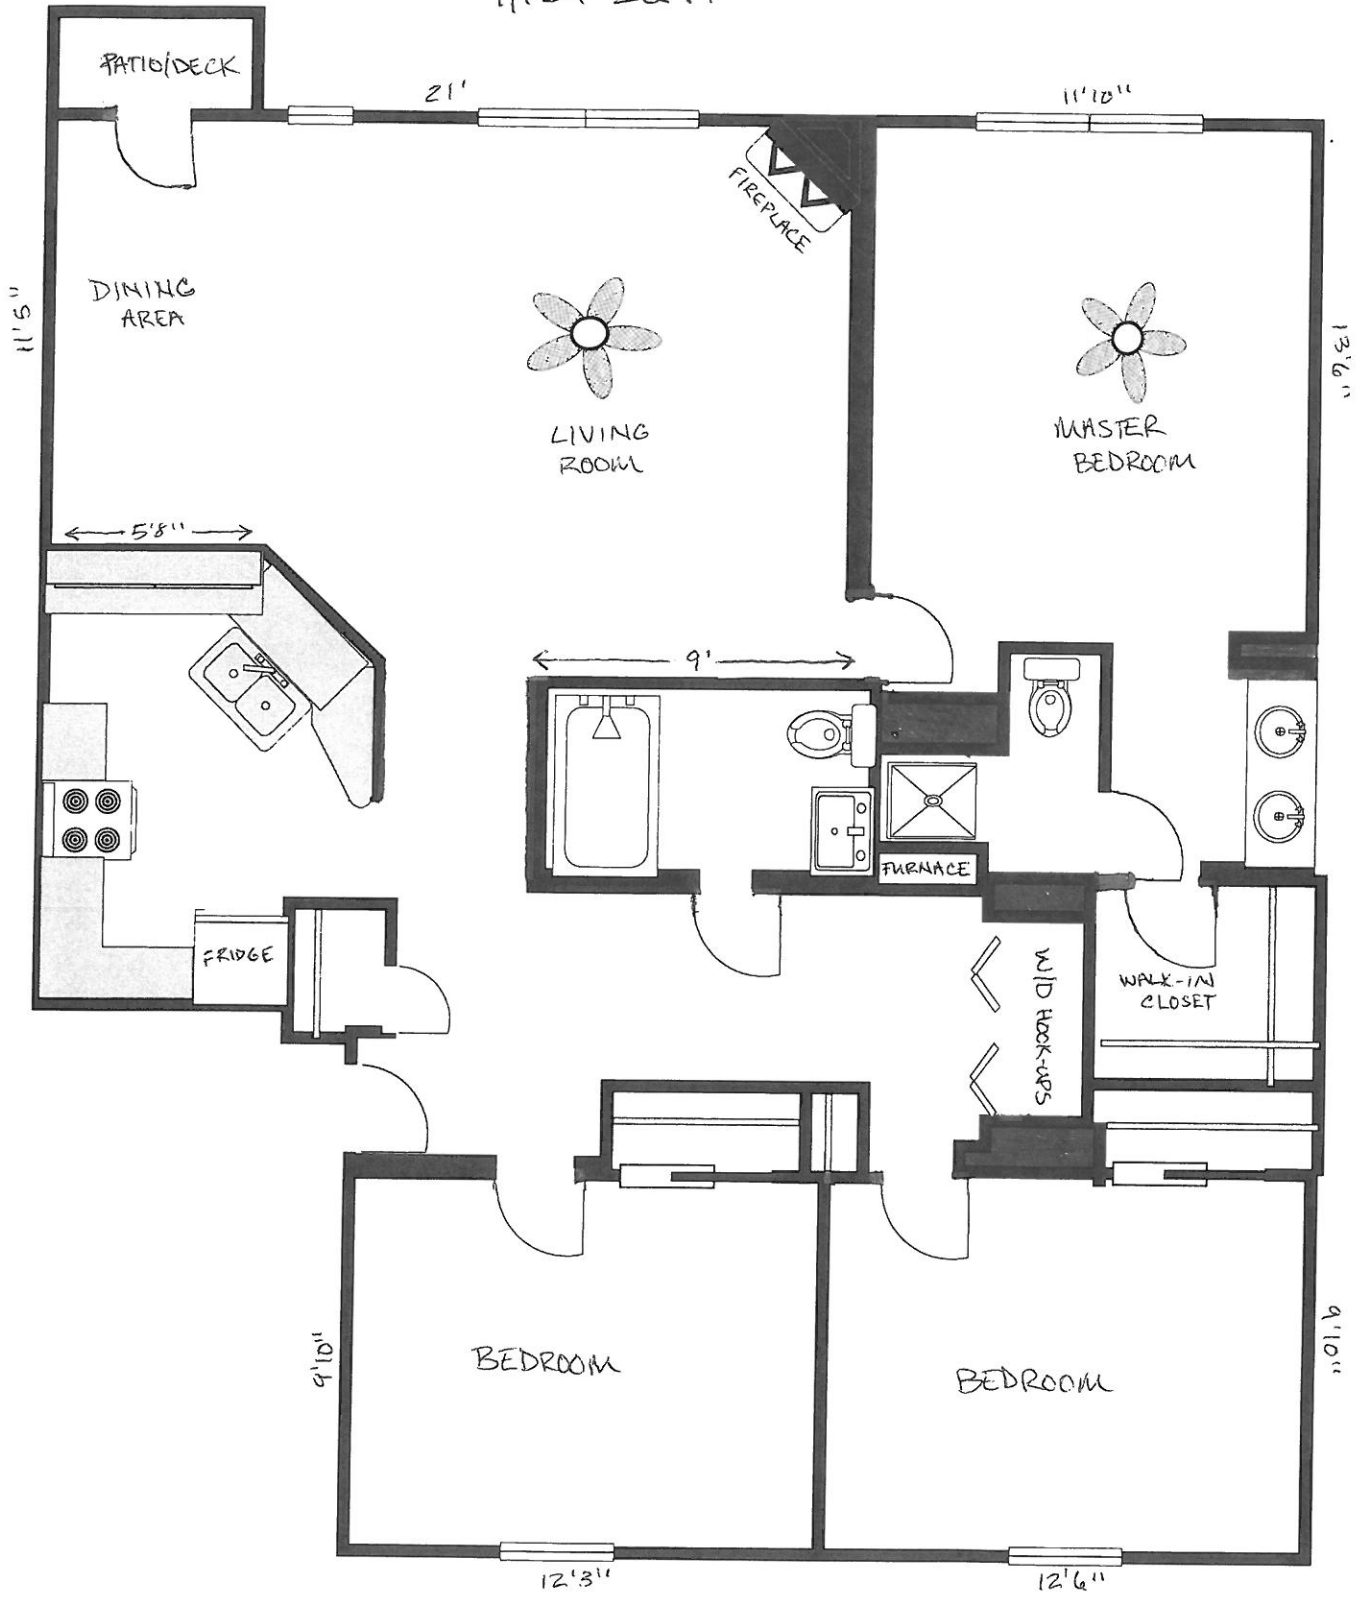 PATIO/DECK
21'
11'10"
FIREPLACE
DINING
AREA
11'5"
13'6"
LIVING
ROOM
MASTER
BEDROOM
5'8"
9'
FURNACE
FRIDGE
W/D HOOK-UPS
WALK-IN
CLOSET
9'10"
BEDROOM
BEDROOM
9'10"
12'3"
12'6"